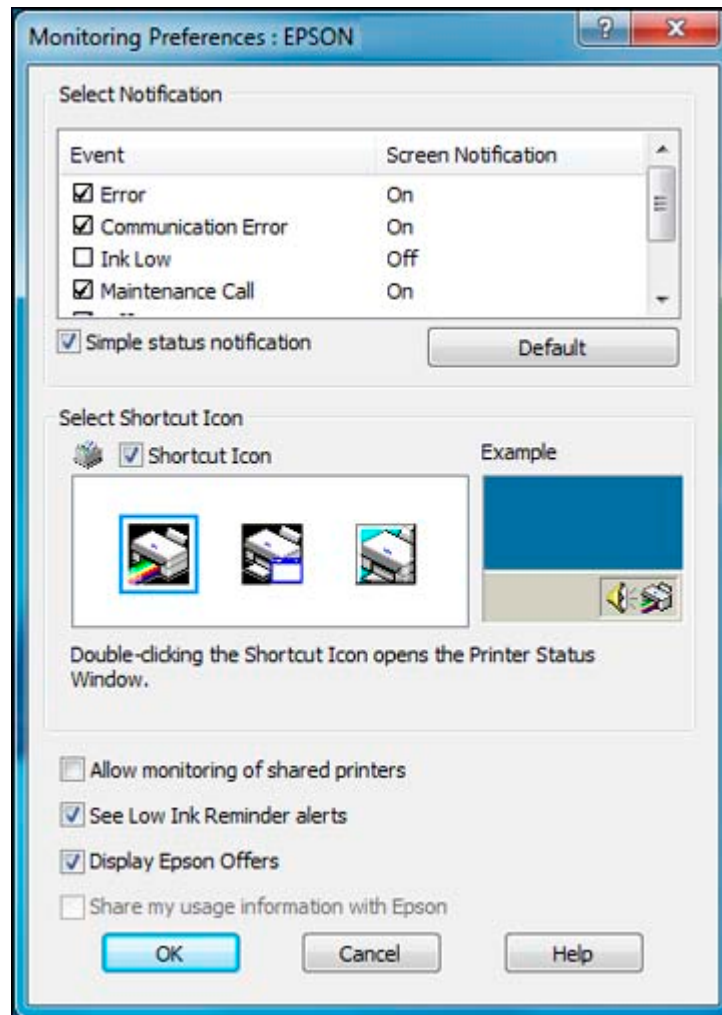 Monitoring Preferences : EPSON
Select Notification
Event Screen Notification
Error On
Communication Error On
Ink Low Off
Maintenance Call On
Simple status notification Default
Select Shortcut Icon
Shortcut Icon Example
Double-clicking the Shortcut Icon opens the Printer Status
Window.
Allow monitoring of shared printers
See Low Ink Reminder alerts
Display Epson Offers
Share my usage information with Epson
OK Cancel Help